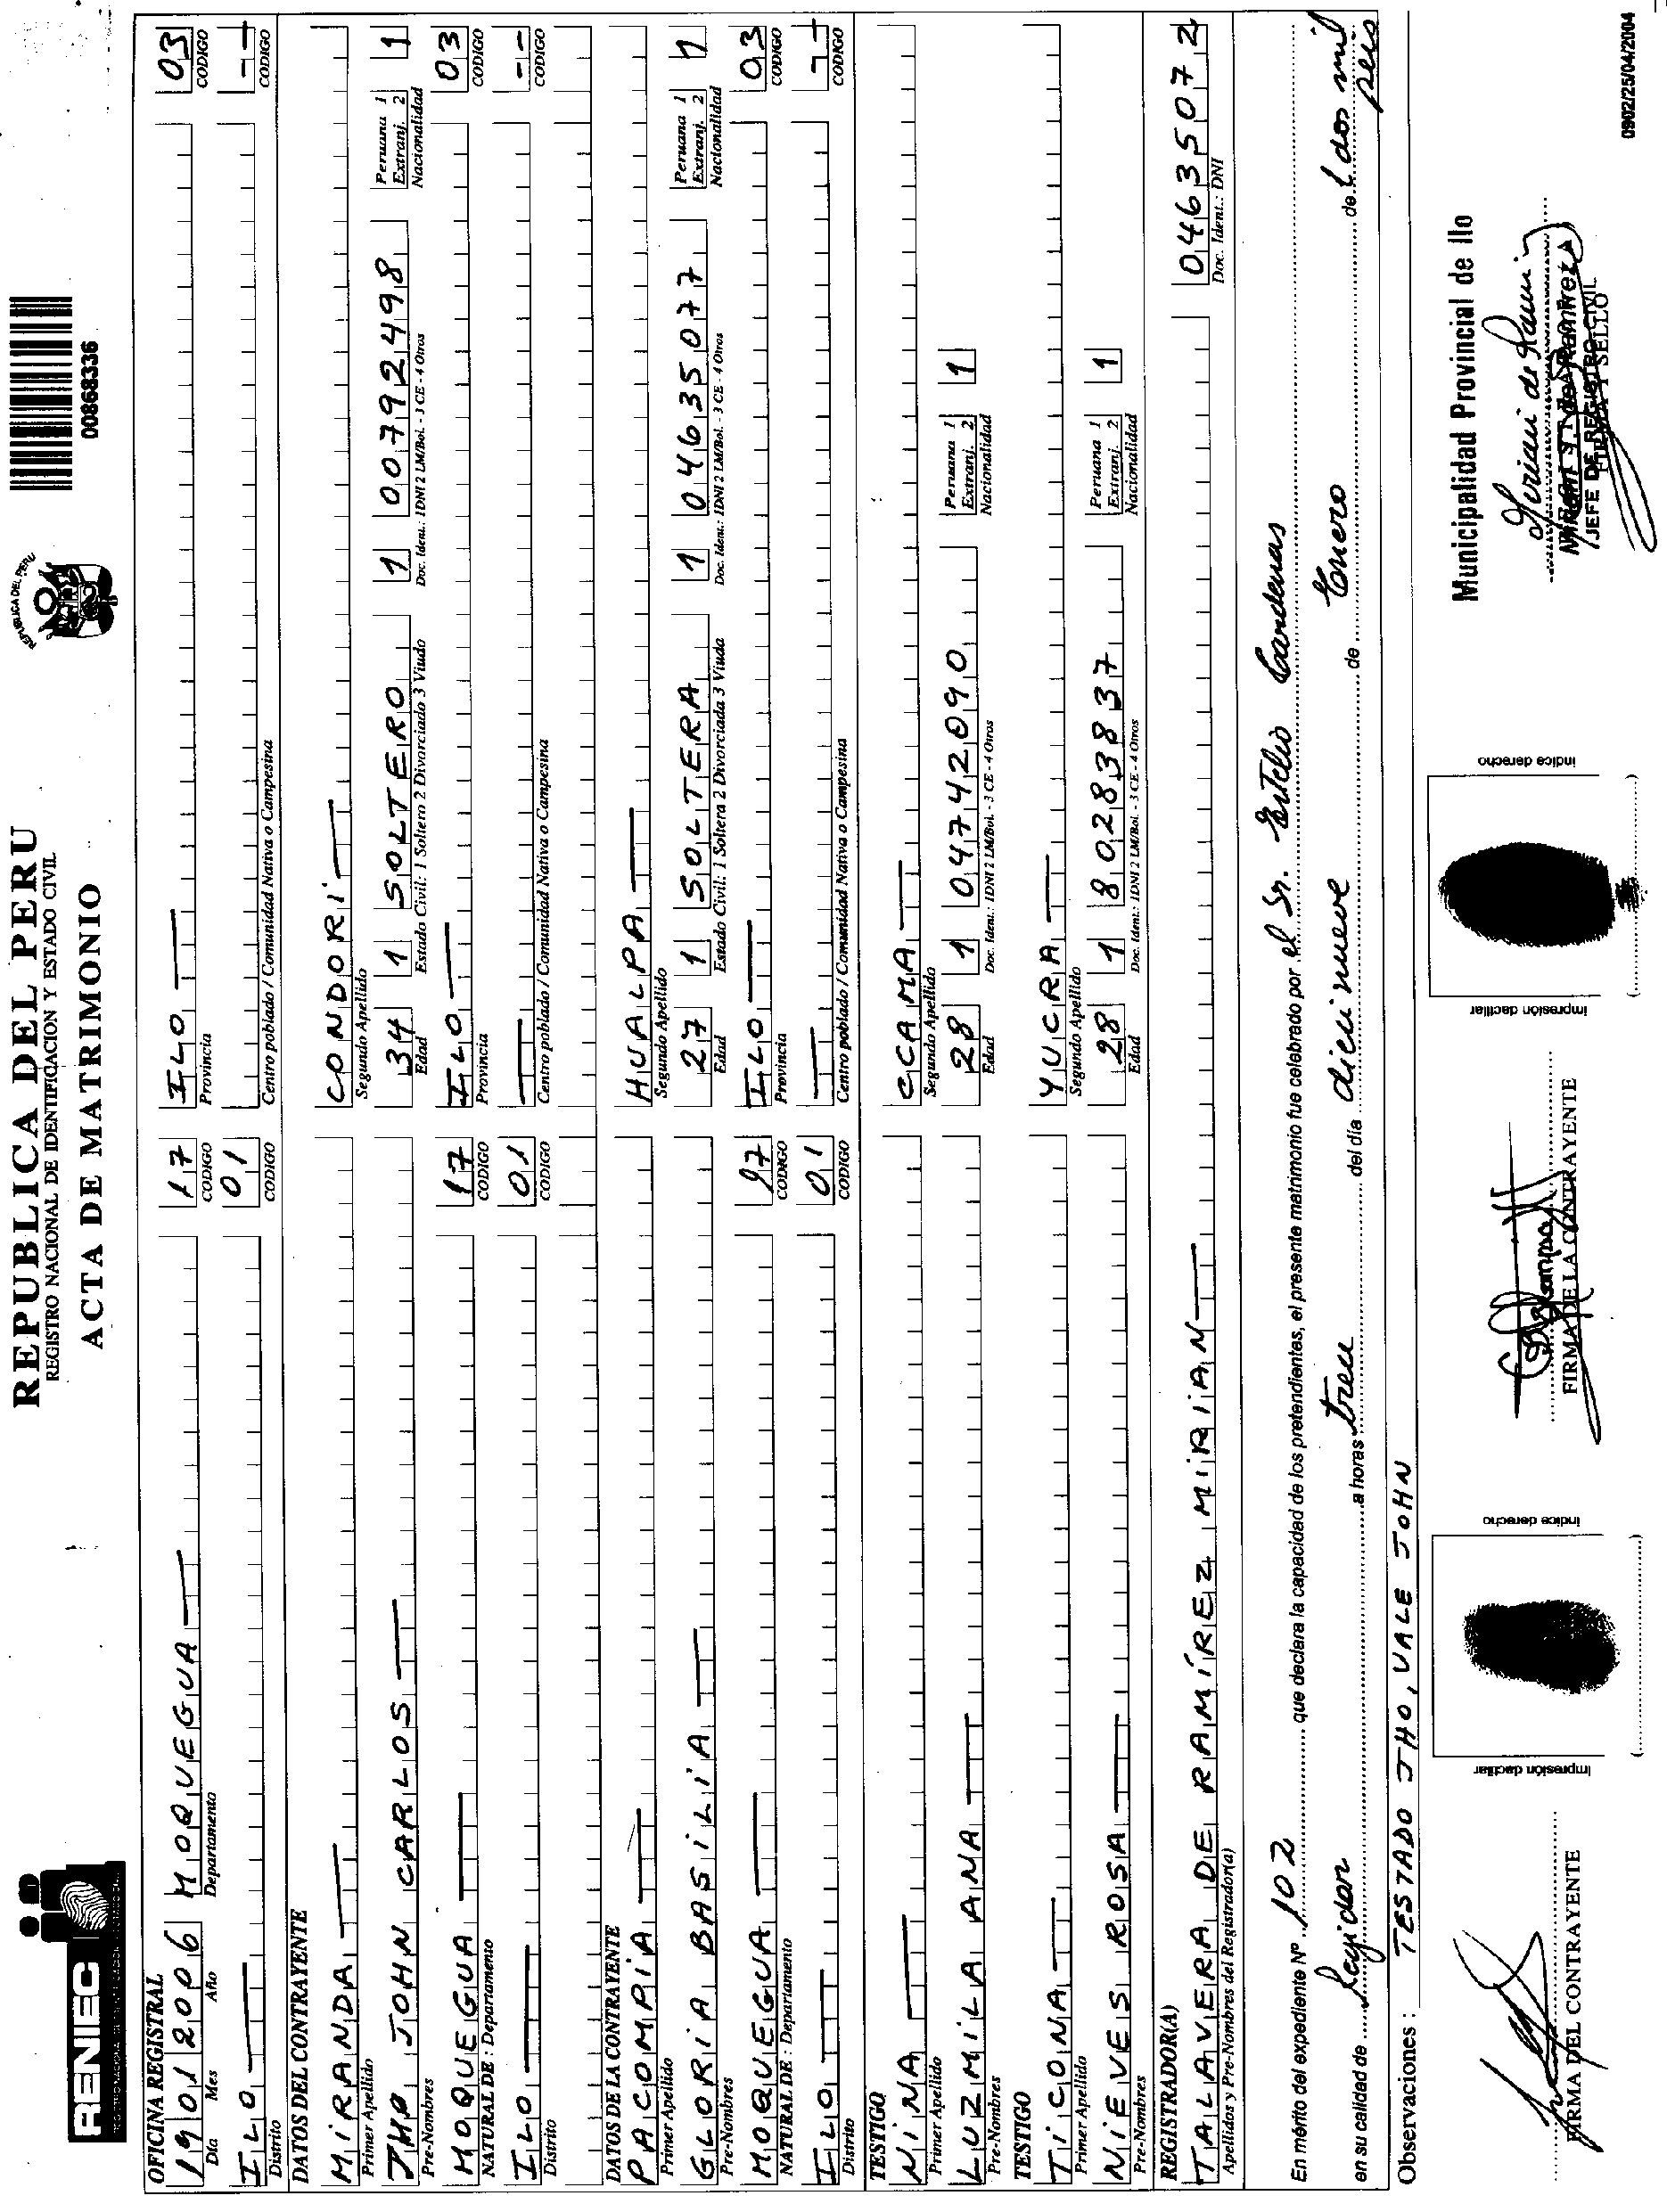 RENIEC
REPUBLICA DEL PERU
REGISTRO NACIONAL DE IDENTIFICACION Y ESTADO CIVIL
ACTA DE MATRIMONIO
REPUBLICA DEL PERU
00868336
OFICINA REGISTRAL
19 01 2006 MOQUEGUA 17 ILO 03
Día Mes Año Departamento CODIGO Provincia CODIGO
ILO 01 --
Distrito CODIGO Centro poblado / Comunidad Nativa o Campesina CODIGO
DATOS DEL CONTRAYENTE
MIRANDA CONDORI
Primer Apellido Segundo Apellido
JHO JOHN CARLOS 34 1 SOLTERO 1 00792498 Peruana 1 Extranj. 2 1
Pre-Nombres Edad Estado Civil: 1 Soltero 2 Divorciado 3 Viudo Doc. Ident.: 1DNI 2 LM/Bol. - 3 CE - 4 Otros Nacionalidad
MOQUEGUA 17 ILO 03
NATURAL DE : Departamento CODIGO Provincia CODIGO
ILO 01 --
Distrito CODIGO Centro poblado / Comunidad Nativa o Campesina CODIGO
DATOS DE LA CONTRAYENTE
PACOMPIA HUALPA
Primer Apellido Segundo Apellido
GLORIA BASILIA 27 1 SOLTERA 1 04635077 Peruana 1 Extranj. 2 1
Pre-Nombres Edad Estado Civil: 1 Soltera 2 Divorciada 3 Viuda Doc. Ident.: 1DNI 2 LM/Bol. - 3 CE - 4 Otros Nacionalidad
MOQUEGUA 17 ILO 03
NATURAL DE : Departamento CODIGO Provincia CODIGO
ILO 01 --
Distrito CODIGO Centro poblado / Comunidad Nativa o Campesina CODIGO
TESTIGO
NINA CCAMA
Primer Apellido Segundo Apellido
LUZMILA ANA 28 1 04742090 Peruana 1 Extranj. 2 1
Pre-Nombres Edad Doc. Ident.: 1DNI 2 LM/Bol. - 3 CE - 4 Otros Nacionalidad
TESTIGO
TICONA YUCRA
Primer Apellido Segundo Apellido
NIEVES ROSA 28 1 80283837 Peruana 1 Extranj. 2 1
Pre-Nombres Edad Doc. Ident.: 1DNI 2 LM/Bol. - 3 CE - 4 Otros Nacionalidad
REGISTRADOR(A)
TALAVERA DE RAMÍREZ MIRIAN 04635072
Apellidos y Pre-Nombres del Registrador(a) Doc. Ident.: DNI
En mérito del expediente Nº 102 que declara la capacidad de los pretendientes, el presente matrimonio fue celebrado por el Sr. Cardenas
en su calidad de Regidor a horas trece del día diecinueve de Enero de l dos mil
seis
Observaciones : TESTADO JHO, VALE JOHN
FIRMA DEL CONTRAYENTE
impresión dactilar
indice derecho
FIRMA DE LA CONTRAYENTE
impresión dactilar
indice derecho
Municipalidad Provincial de Ilo
JEFE DE REGISTRO CIVIL
FIRMA Y SELLO
0902/25/04/2004